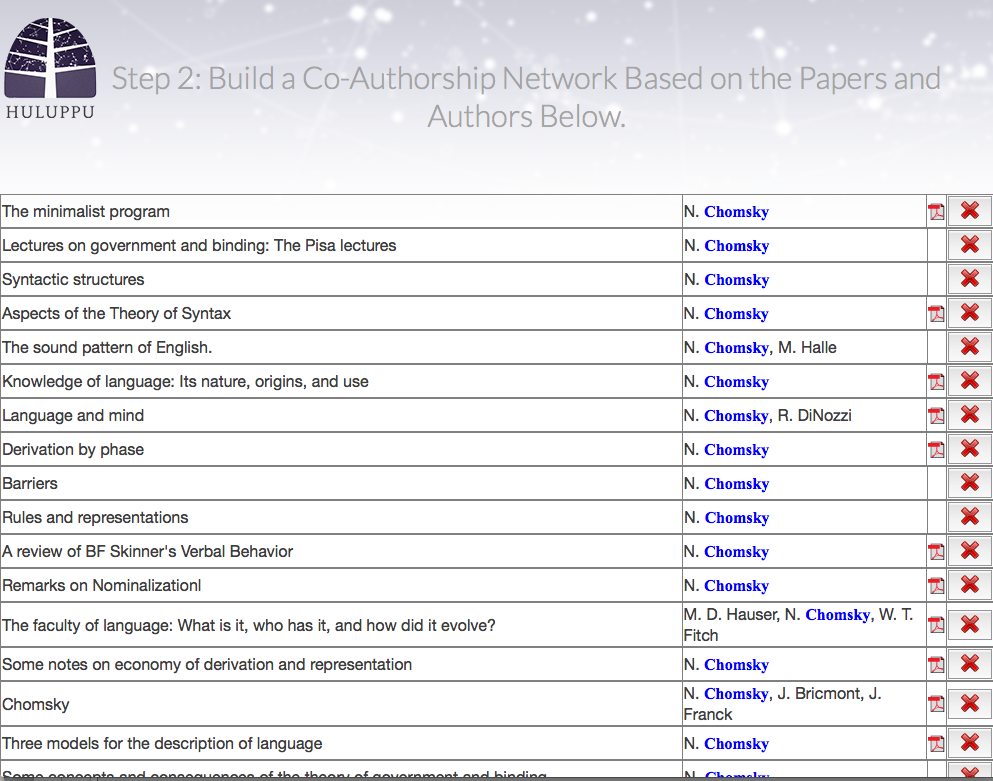 HULUPPU
Step 2: Build a Co-Authorship Network Based on the Papers and
Authors Below.
The minimalist program N. Chomsky
Lectures on government and binding: The Pisa lectures N. Chomsky
Syntactic structures N. Chomsky
Aspects of the Theory of Syntax N. Chomsky
The sound pattern of English. N. Chomsky, M. Halle
Knowledge of language: Its nature, origins, and use N. Chomsky
Language and mind N. Chomsky, R. DiNozzi
Derivation by phase N. Chomsky
Barriers N. Chomsky
Rules and representations N. Chomsky
A review of BF Skinner's Verbal Behavior N. Chomsky
Remarks on Nominalizationl N. Chomsky
The faculty of language: What is it, who has it, and how did it evolve? M. D. Hauser, N. Chomsky, W. T.
Fitch
Some notes on economy of derivation and representation N. Chomsky
Chomsky N. Chomsky, J. Bricmont, J.
Franck
Three models for the description of language N. Chomsky
Some concepts and consequences of the theory of government and binding N. Chomsky